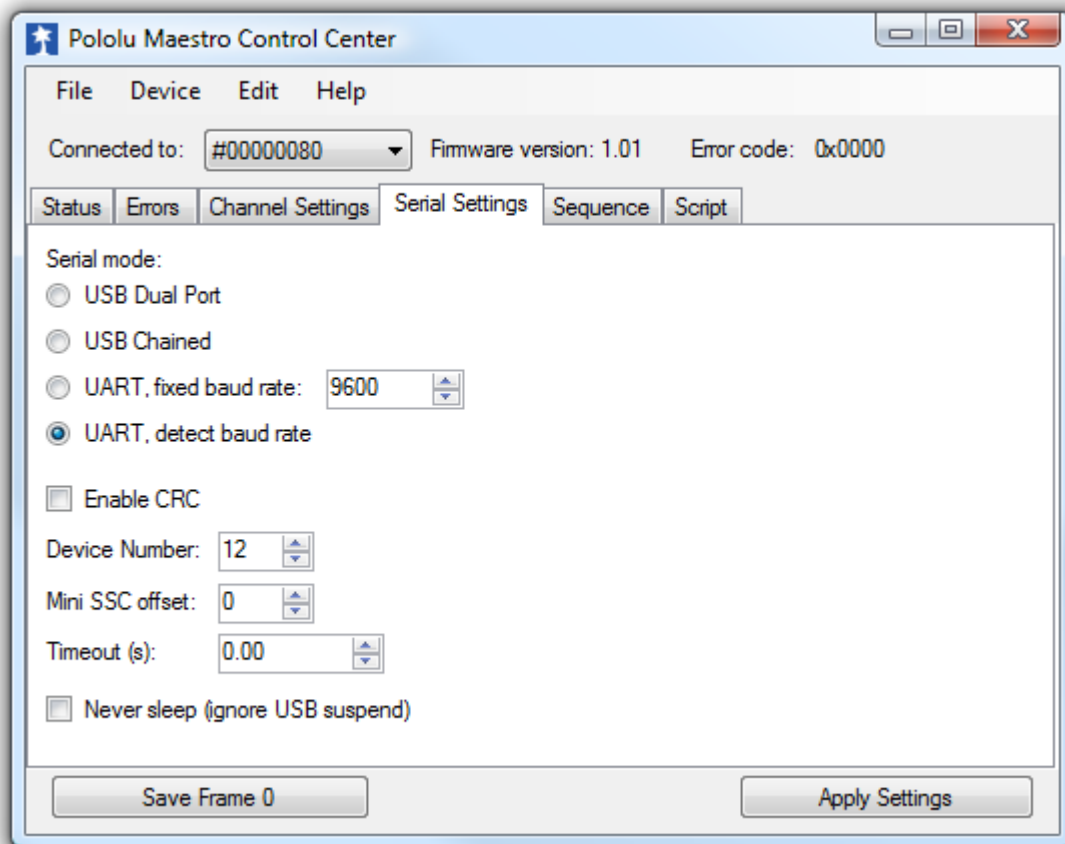 Pololu Maestro Control Center
File Device Edit Help
Connected to: #00000080 Firmware version: 1.01 Error code: 0x0000
Status Errors Channel Settings Serial Settings Sequence Script
Serial mode:
USB Dual Port
USB Chained
UART, fixed baud rate: 9600
UART, detect baud rate
Enable CRC
Device Number: 12
Mini SSC offset: 0
Timeout (s): 0.00
Never sleep (ignore USB suspend)
Save Frame 0 Apply Settings